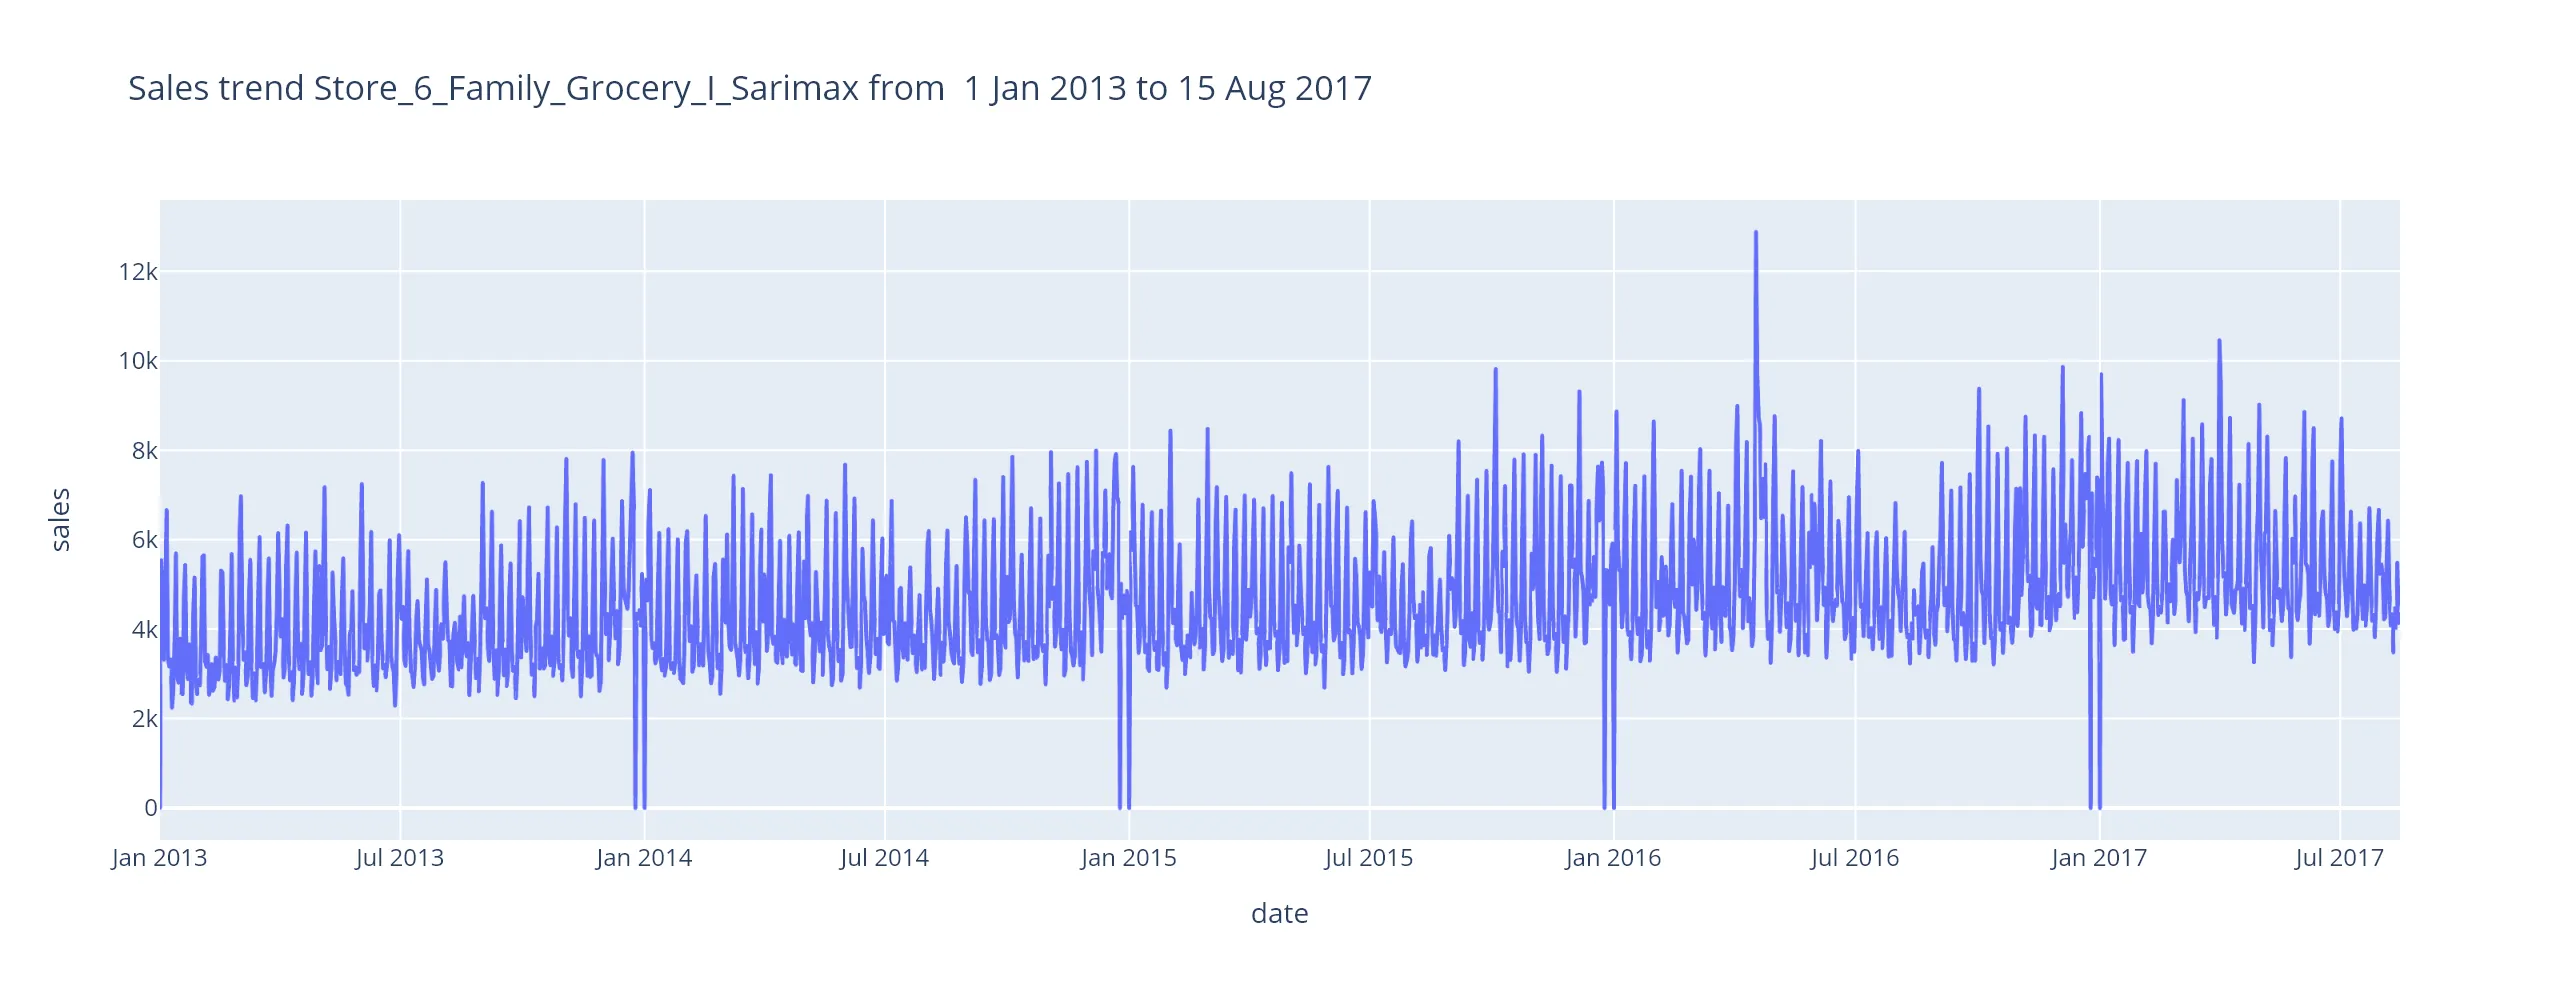 Sales trend Store_6_Family_Grocery_I_Sarimax from  1 Jan 2013 to 15 Aug 2017
sales
12k
10k
8k
6k
4k
2k
0
Jan 2013 Jul 2013 Jan 2014 Jul 2014 Jan 2015 Jul 2015 Jan 2016 Jul 2016 Jan 2017 Jul 2017
date